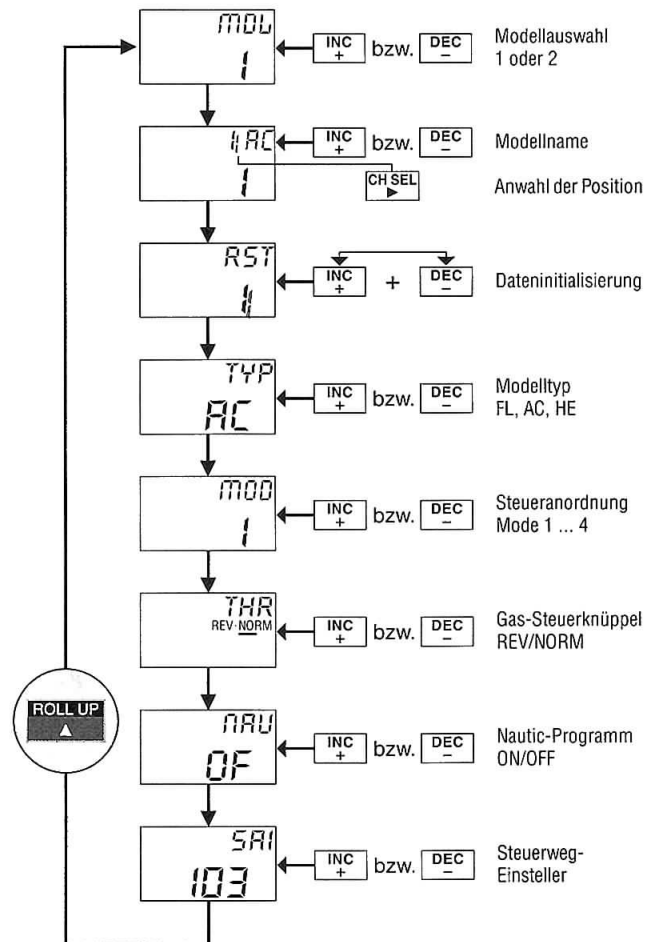 MDL
1
INC + bzw. DEC –
Modellauswahl
1 oder 2
1 AC
1
INC + bzw. DEC –
Modellname
CH SEL
Anwahl der Position
RST
1
INC + + DEC –
Dateninitialisierung
TYP
AC
INC + bzw. DEC –
Modelltyp
FL, AC, HE
MOD
1
INC + bzw. DEC –
Steueranordnung
Mode 1 ... 4
THR
REV·NORM
INC + bzw. DEC –
Gas-Steuerknüppel
REV/NORM
ROLL UP
NAU
OF
INC + bzw. DEC –
Nautic-Programm
ON/OFF
SAI
103
INC + bzw. DEC –
Steuerweg-
Einsteller